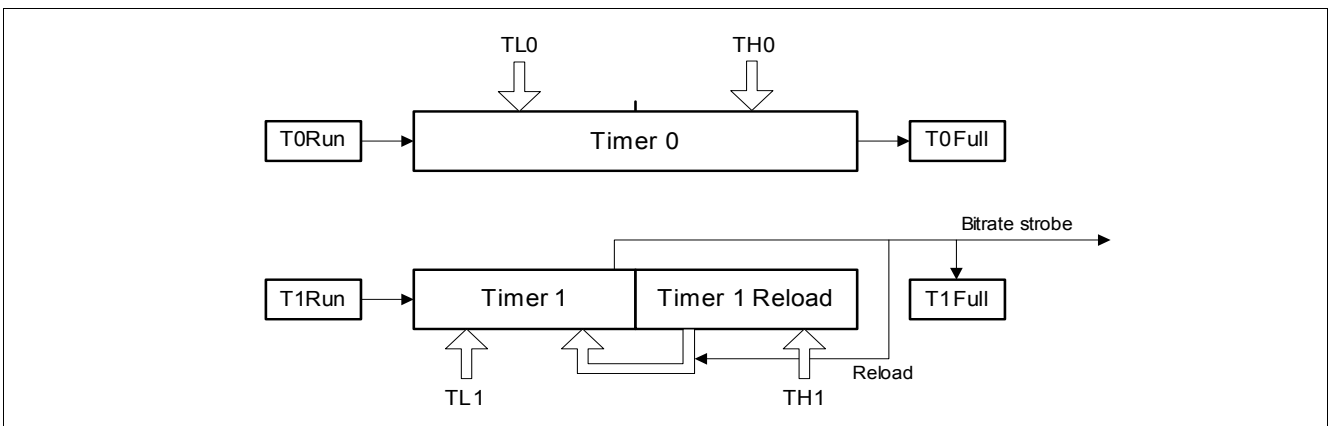 TL0
TH0
T0Run
Timer 0
T0Full
Bitrate strobe
T1Run
Timer 1
Timer 1 Reload
T1Full
Reload
TL1
TH1